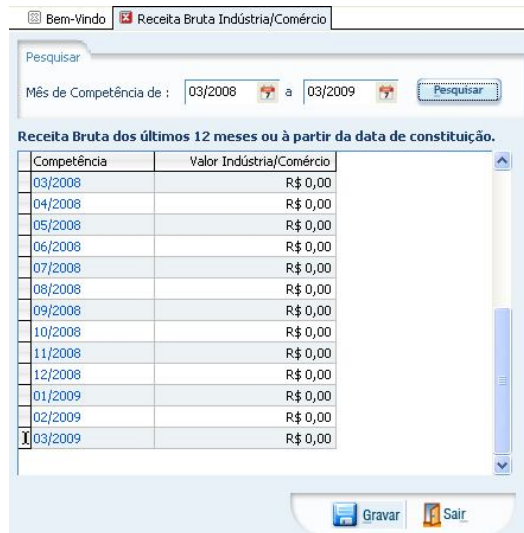 Bem-Vindo Receita Bruta Indústria/Comércio
Pesquisar
Mês de Competência de : 03/2008 a 03/2009 Pesquisar
Receita Bruta dos últimos 12 meses ou à partir da data de constituição.
Competência Valor Indústria/Comércio
03/2008 R$ 0,00
04/2008 R$ 0,00
05/2008 R$ 0,00
06/2008 R$ 0,00
07/2008 R$ 0,00
08/2008 R$ 0,00
09/2008 R$ 0,00
10/2008 R$ 0,00
11/2008 R$ 0,00
12/2008 R$ 0,00
01/2009 R$ 0,00
02/2009 R$ 0,00
03/2009 R$ 0,00
Gravar Sair